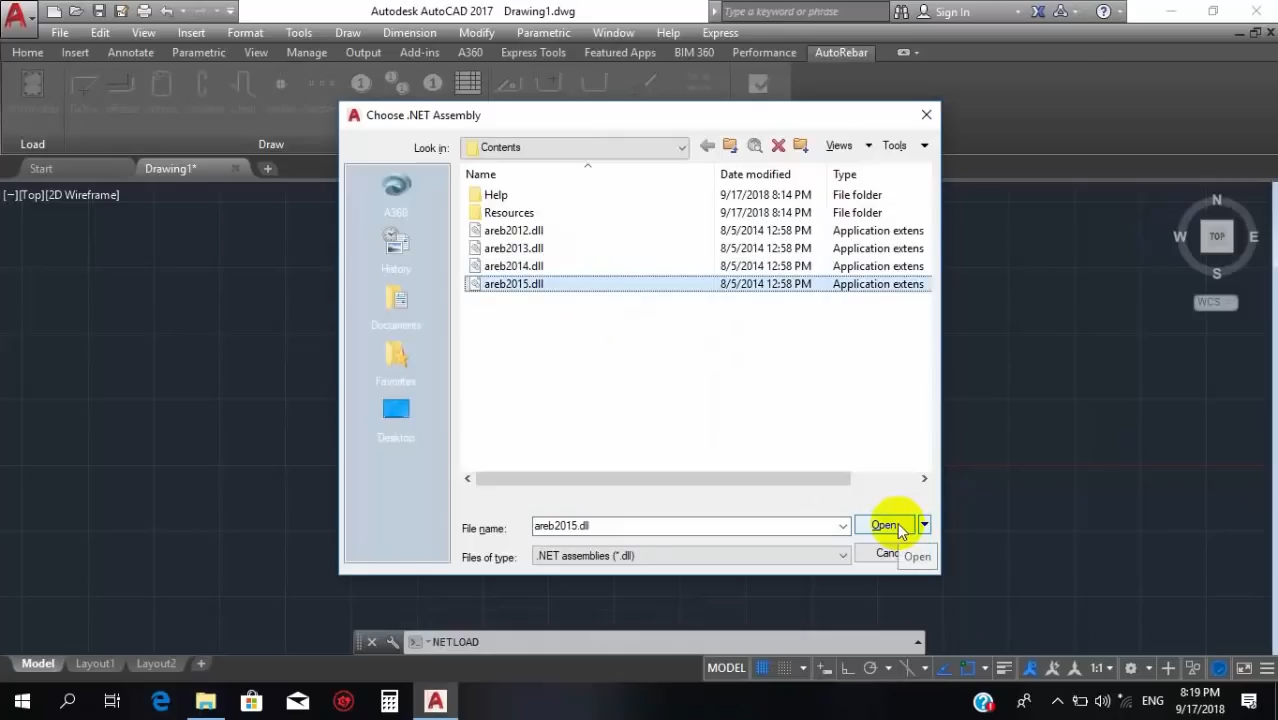 Autodesk AutoCAD 2017 Drawing1.dwg
Type a keyword or phrase
Sign In
File Edit View Insert Format Tools Draw Dimension Modify Parametric Window Help Express
Home Insert Annotate Parametric View Manage Output Add-ins A360 Express Tools Featured Apps BIM 360 Performance AutoRebar
Load
Draw
Start
Drawing1*
[−][Top][2D Wireframe]
Choose .NET Assembly
Look in:
Contents
Views
Tools
Name
Date modified
Type
Help 9/17/2018 8:14 PM File folder
Resources 9/17/2018 8:14 PM File folder
areb2012.dll 8/5/2014 12:58 PM Application extens
areb2013.dll 8/5/2014 12:58 PM Application extens
areb2014.dll 8/5/2014 12:58 PM Application extens
areb2015.dll 8/5/2014 12:58 PM Application extens
A360
History
Documents
Favorites
Desktop
File name:
areb2015.dll
Open
Files of type:
.NET assemblies (*.dll)
Canc
Open
N
W
TOP
E
S
WCS
NETLOAD
Model Layout1 Layout2
MODEL
1:1
ENG
8:19 PM
9/17/2018